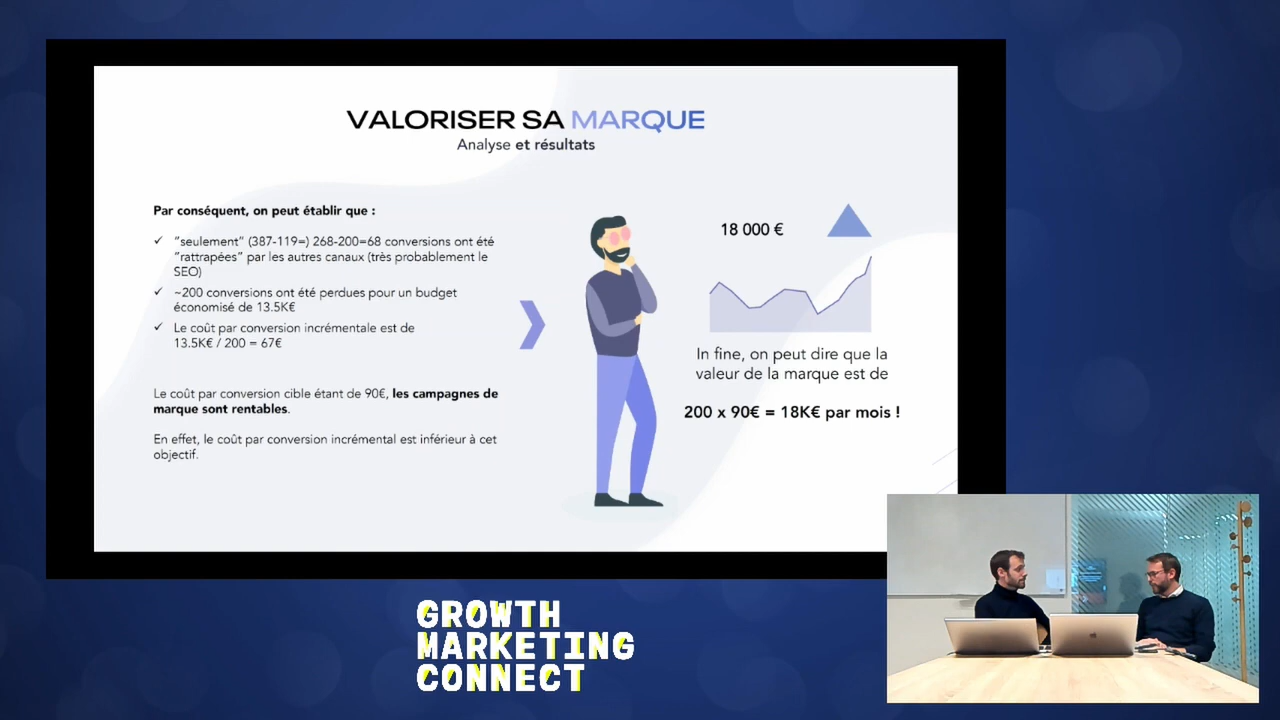 VALORISER SA MARQUE
Analyse et résultats
Par conséquent, on peut établir que :
✓ "seulement" (387-119=) 268-200=68 conversions ont été
"rattrapées" par les autres canaux (très probablement le
SEO)
✓ ~200 conversions ont été perdues pour un budget
économisé de 13.5K€
✓ Le coût par conversion incrémentale est de
13.5K€ / 200 = 67€
Le coût par conversion cible étant de 90€, les campagnes de
marque sont rentables.
En effet, le coût par conversion incrémental est inférieur à cet
objectif.
18 000 €
In fine, on peut dire que la
valeur de la marque est de
200 x 90€ = 18K€ par mois !
GROWTH
MARKETING
CONNECT